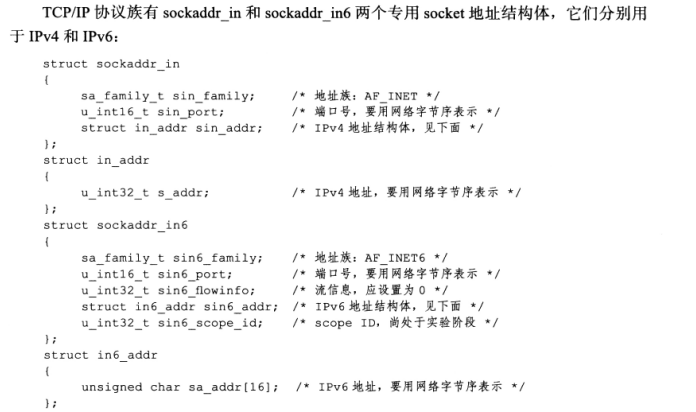 TCP/IP 协议族有 sockaddr_in 和 sockaddr_in6 两个专用 socket 地址结构体，它们分别用
于 IPv4 和 IPv6：
struct sockaddr_in
{
sa_family_t sin_family; /* 地址族：AF_INET */
u_int16_t sin_port; /* 端口号，要用网络字节序表示 */
struct in_addr sin_addr; /* IPv4 地址结构体，见下面 */
};
struct in_addr
{
u_int32_t s_addr; /* IPv4 地址，要用网络字节序表示 */
};
struct sockaddr_in6
{
sa_family_t sin6_family; /* 地址族：AF_INET6 */
u_int16_t sin6_port; /* 端口号，要用网络字节序表示 */
u_int32_t sin6_flowinfo; /* 流信息，应设置为 0 */
struct in6_addr sin6_addr; /* IPv6 地址结构体，见下面 */
u_int32_t sin6_scope_id; /* scope ID，尚处于实验阶段 */
};
struct in6_addr
{
unsigned char sa_addr[16]; /* IPv6 地址，要用网络字节序表示 */
};